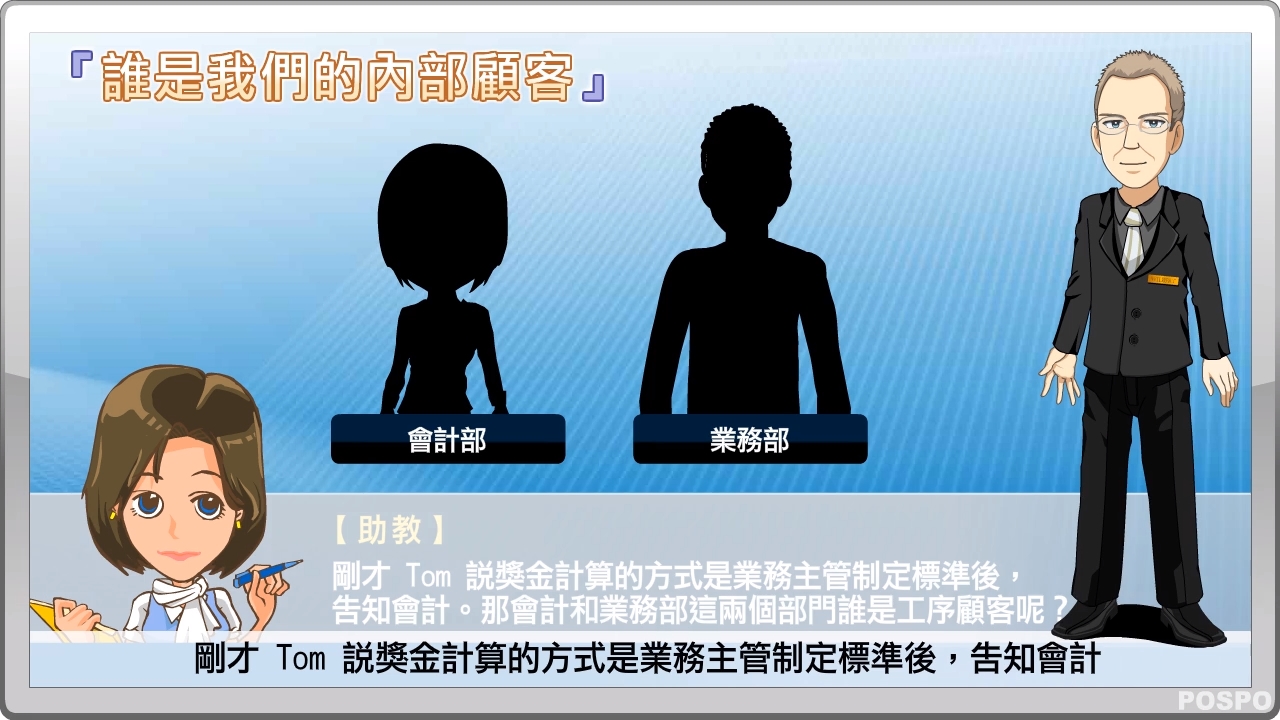 『誰是我們的內部顧客』
會計部
業務部
【助教】
剛才 Tom 説獎金計算的方式是業務主管制定標準後，
告知會計。那會計和業務部這兩個部門誰是工序顧客呢？
剛才 Tom 説獎金計算的方式是業務主管制定標準後，告知會計
POSPO